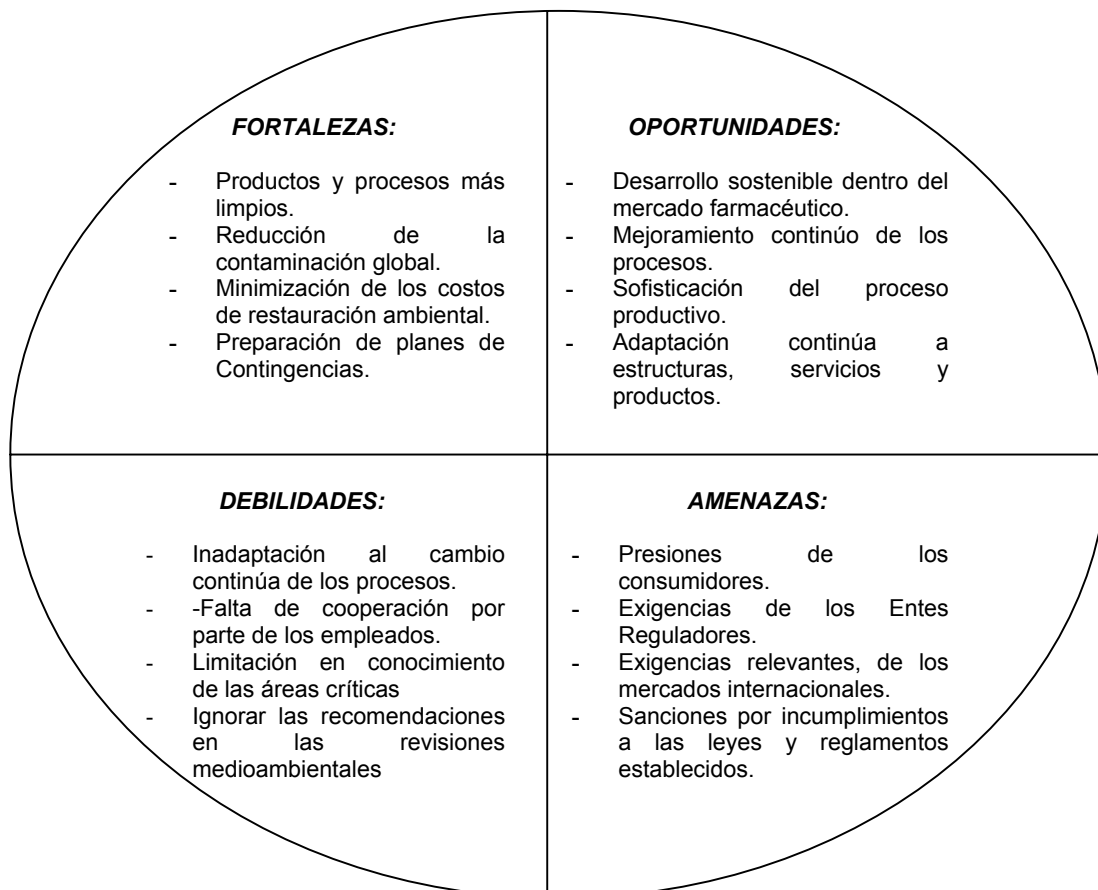 FORTALEZAS:
- Productos y procesos más
limpios.
- Reducción de la
contaminación global.
- Minimización de los costos
de restauración ambiental.
- Preparación de planes de
Contingencias.
OPORTUNIDADES:
- Desarrollo sostenible dentro del
mercado farmacéutico.
- Mejoramiento continúo de los
procesos.
- Sofisticación del proceso
productivo.
- Adaptación continúa a
estructuras, servicios y
productos.
DEBILIDADES:
- Inadaptación al cambio
continúa de los procesos.
- -Falta de cooperación por
parte de los empleados.
- Limitación en conocimiento
de las áreas críticas
- Ignorar las recomendaciones
en las revisiones
medioambientales
AMENAZAS:
- Presiones de los
consumidores.
- Exigencias de los Entes
Reguladores.
- Exigencias relevantes, de los
mercados internacionales.
- Sanciones por incumplimientos
a las leyes y reglamentos
establecidos.